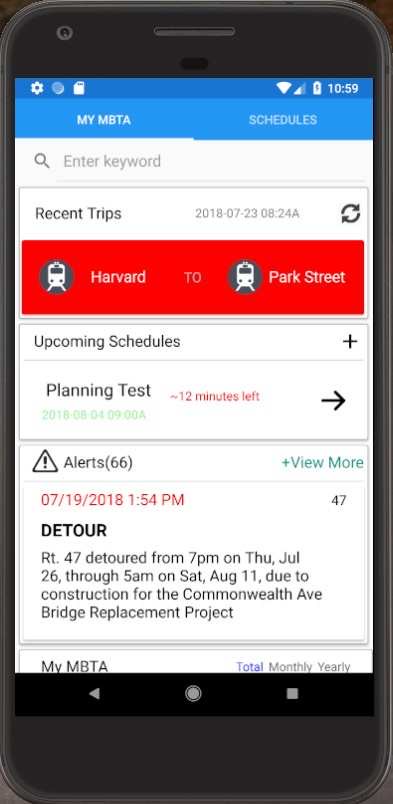 10:59
MY MBTA
SCHEDULES
Enter keyword
Recent Trips
2018-07-23 08:24A
Harvard TO Park Street
Upcoming Schedules +
Planning Test
~12 minutes left
2018-08-04 09:00A
Alerts(66)
+View More
07/19/2018 1:54 PM
47
DETOUR
Rt. 47 detoured from 7pm on Thu, Jul
26, through 5am on Sat, Aug 11, due to
construction for the Commonwealth Ave
Bridge Replacement Project
My MBTA
Total Monthly Yearly